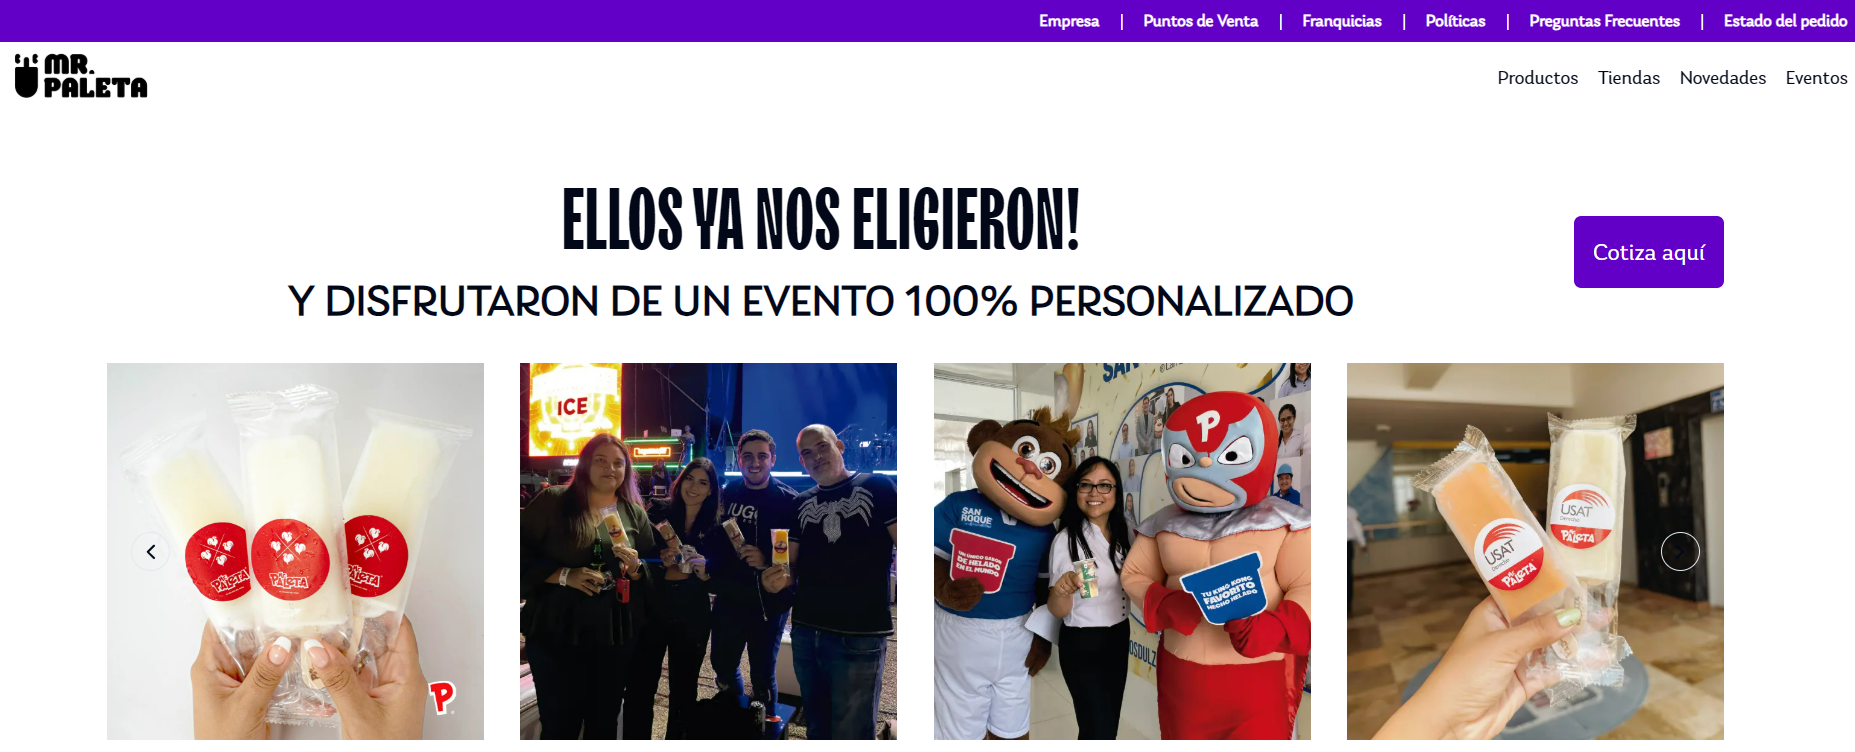 Empresa | Puntos de Venta | Franquicias | Políticas | Preguntas Frecuentes | Estado del pedido
MR.
PALETA
Productos Tiendas Novedades Eventos
ELLOS YA NOS ELIGIERON!
Cotiza aquí
Y DISFRUTARON DE UN EVENTO 100% PERSONALIZADO
PALETA
PALETA
PALETA
P
ICE
SAN
ROQUE
UN ÚNICO SABOR
DE HELADO
EN EL MUNDO
P
TU KING KONG
FAVORITO
HECHO HELADO
USAT
PALETA
USAT
PALETA